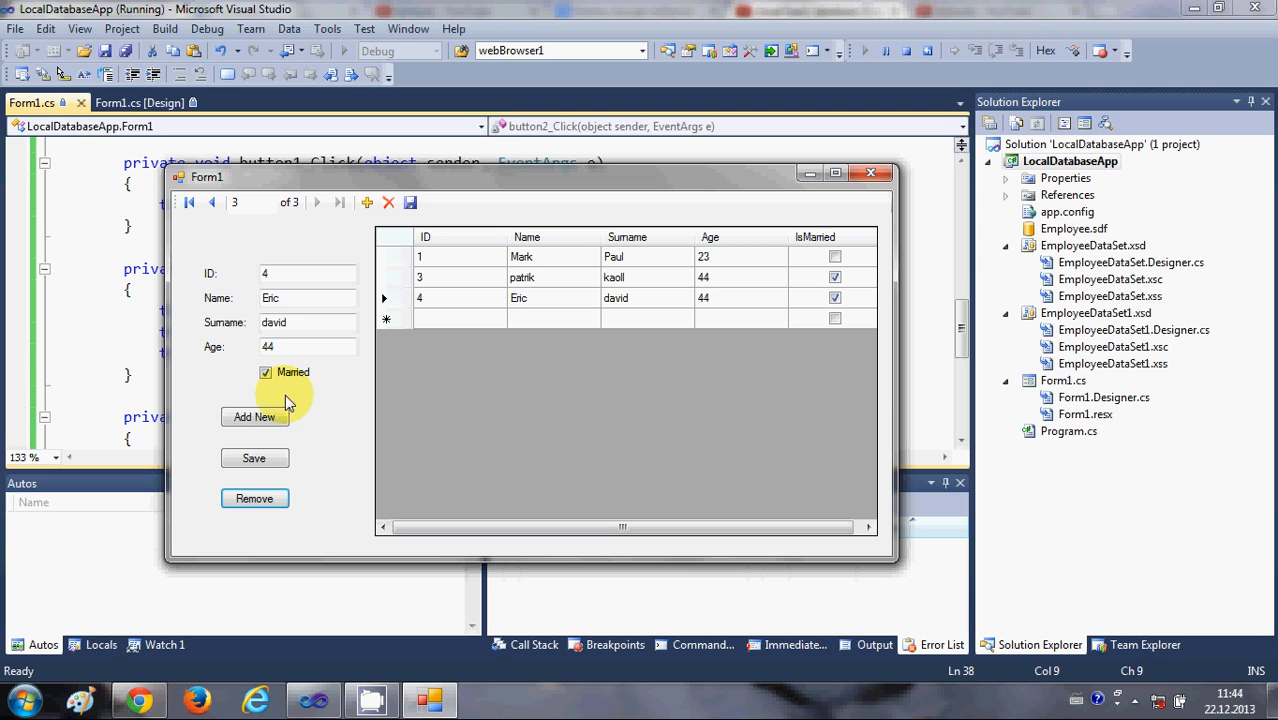 LocalDatabaseApp (Running) - Microsoft Visual Studio
File Edit View Project Build Debug Team Data Tools Test Window Help
Debug webBrowser1 Hex
Form1.cs Form1.cs [Design]
LocalDatabaseApp.Form1 button2_Click(object sender, EventArgs e)
private void button1_Click(object sender, EventArgs e)
{
}
{
}
{
133 %
Form1
3 of 3
ID Name Surname Age IsMarried
1 Mark Paul 23
3 patrik kaoll 44
4 Eric david 44
ID: 4
Name: Eric
Surname: david
Age: 44
Married
Add New
Save
Remove
Autos
Name
Autos Locals Watch 1
Call Stack Breakpoints Command... Immediate... Output Error List
Solution Explorer
Solution 'LocalDatabaseApp' (1 project)
LocalDatabaseApp
Properties
References
app.config
Employee.sdf
EmployeeDataSet.xsd
EmployeeDataSet.Designer.cs
EmployeeDataSet.xsc
EmployeeDataSet.xss
EmployeeDataSet1.xsd
EmployeeDataSet1.Designer.cs
EmployeeDataSet1.xsc
EmployeeDataSet1.xss
Form1.cs
Form1.Designer.cs
Form1.resx
Program.cs
Solution Explorer Team Explorer
Ready Ln 38 Col 9 Ch 9 INS
11:44
22.12.2013